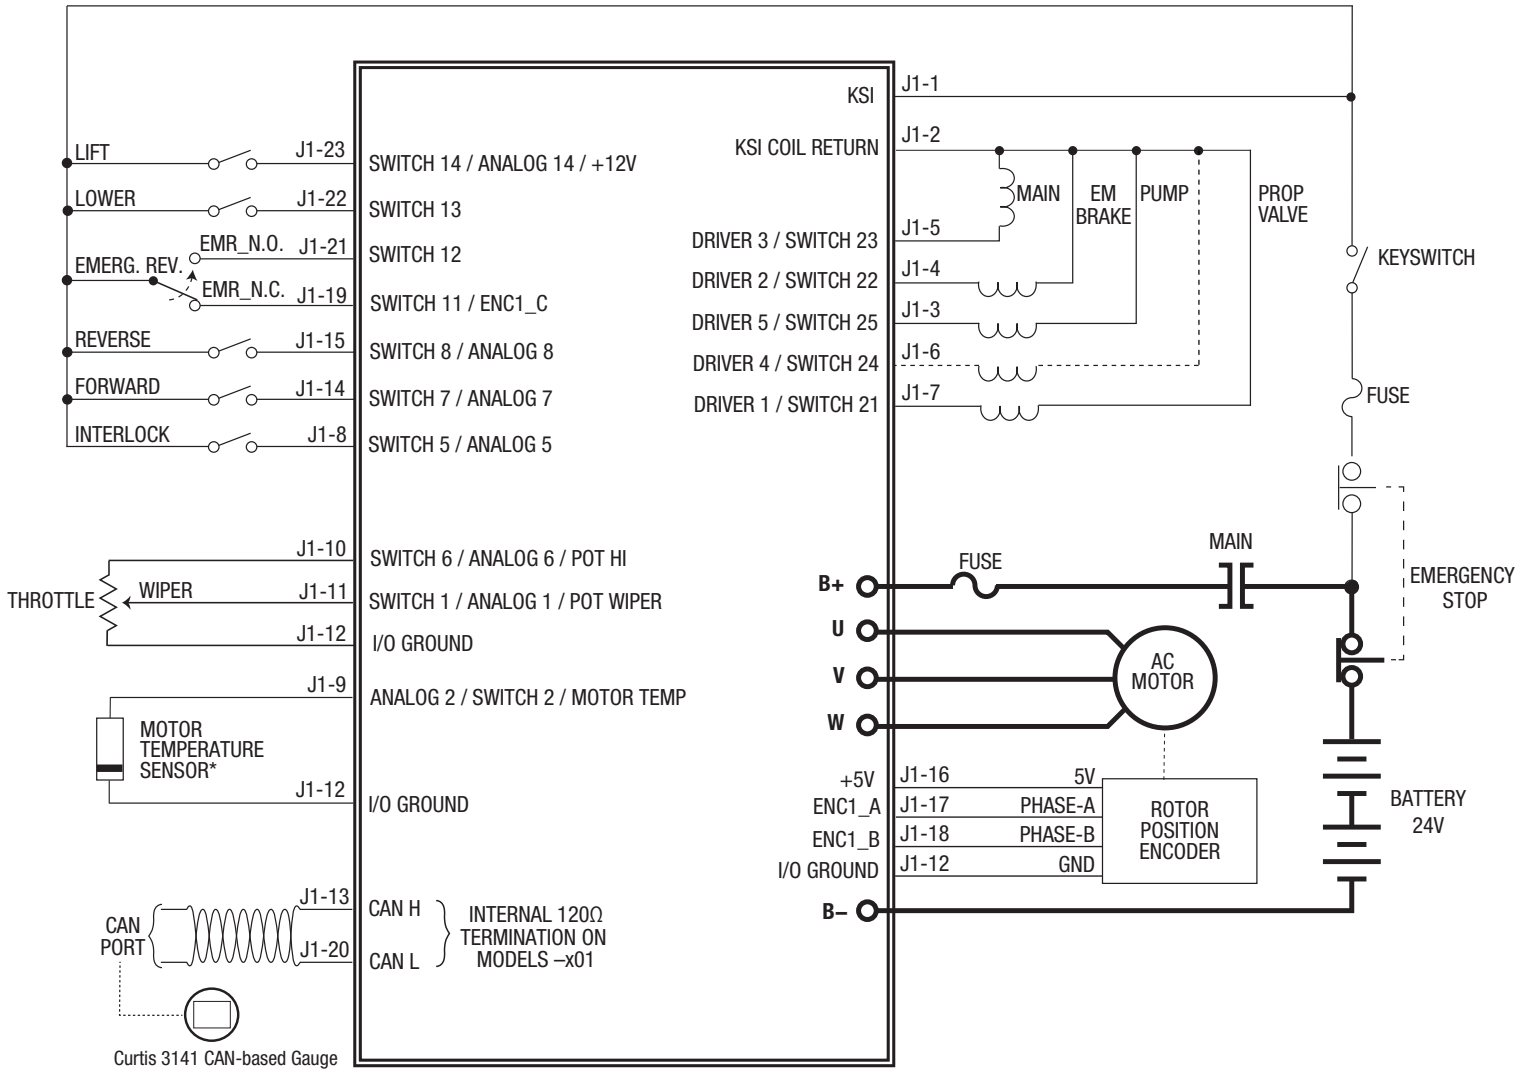 KSI
J1-1
KSI COIL RETURN
J1-2
LIFT
J1-23
SWITCH 14 / ANALOG 14 / +12V
LOWER
J1-22
SWITCH 13
EMR_N.O.
J1-21
SWITCH 12
EMERG. REV.
EMR_N.C.
J1-19
SWITCH 11 / ENC1_C
REVERSE
J1-15
SWITCH 8 / ANALOG 8
FORWARD
J1-14
SWITCH 7 / ANALOG 7
INTERLOCK
J1-8
SWITCH 5 / ANALOG 5
MAIN
EM
BRAKE
PUMP
PROP
VALVE
DRIVER 3 / SWITCH 23
J1-5
DRIVER 2 / SWITCH 22
J1-4
DRIVER 5 / SWITCH 25
J1-3
DRIVER 4 / SWITCH 24
J1-6
DRIVER 1 / SWITCH 21
J1-7
KEYSWITCH
FUSE
THROTTLE
J1-10
SWITCH 6 / ANALOG 6 / POT HI
WIPER
J1-11
SWITCH 1 / ANALOG 1 / POT WIPER
J1-12
I/O GROUND
J1-9
ANALOG 2 / SWITCH 2 / MOTOR TEMP
MOTOR
TEMPERATURE
SENSOR*
J1-12
I/O GROUND
B+
FUSE
MAIN
EMERGENCY
STOP
U
V
W
AC
MOTOR
+5V
J1-16
5V
ENC1_A
J1-17
PHASE-A
ENC1_B
J1-18
PHASE-B
I/O GROUND
J1-12
GND
ROTOR
POSITION
ENCODER
BATTERY
24V
B–
CAN
PORT
J1-13
CAN H
J1-20
CAN L
INTERNAL 120Ω
TERMINATION ON
MODELS –x01
Curtis 3141 CAN-based Gauge